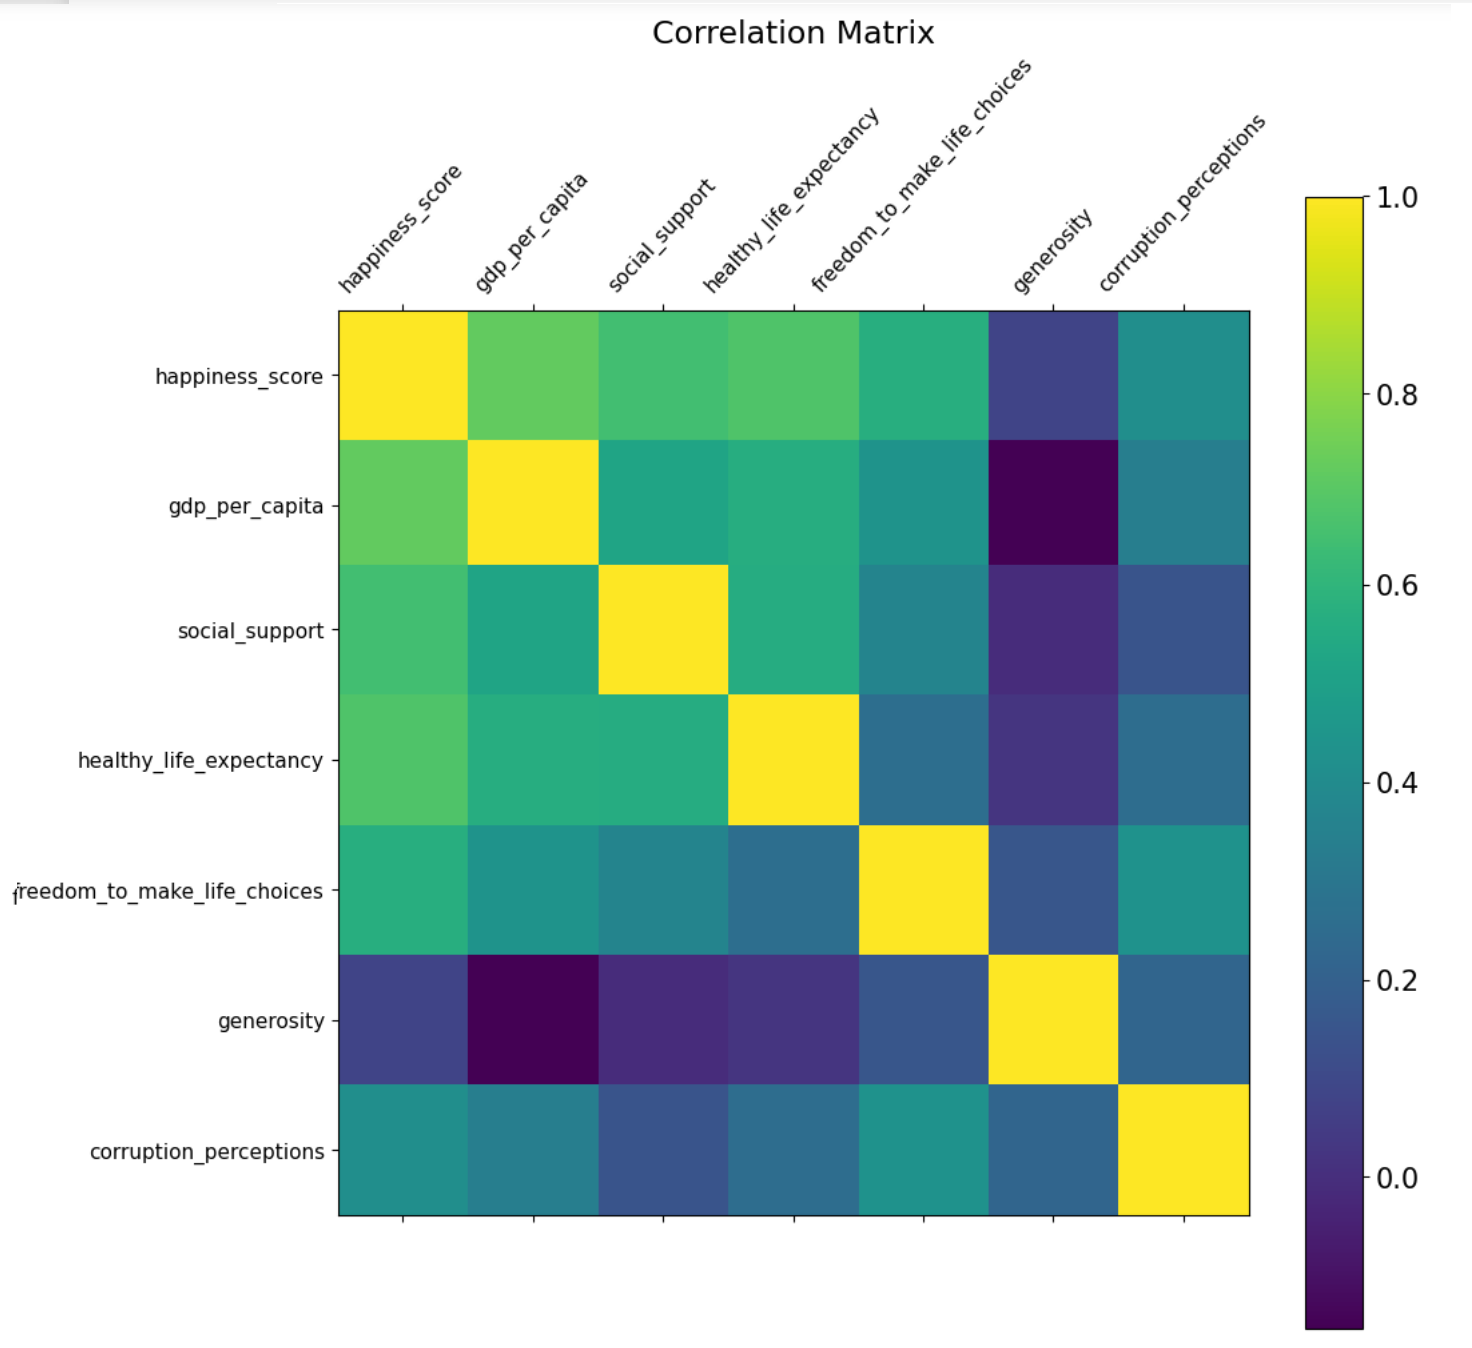 Correlation Matrix
happiness_score
gdp_per_capita
social_support
healthy_life_expectancy
freedom_to_make_life_choices
generosity
corruption_perceptions
happiness_score
gdp_per_capita
social_support
healthy_life_expectancy
freedom_to_make_life_choices
generosity
corruption_perceptions
1.0
0.8
0.6
0.4
0.2
0.0